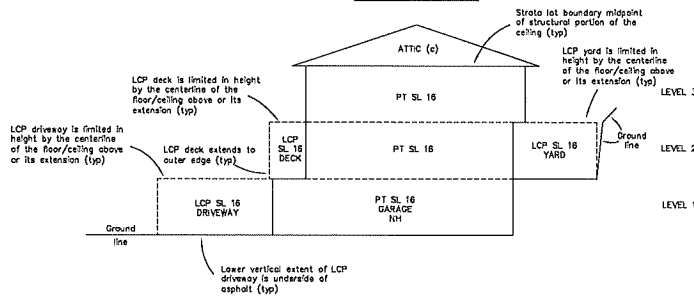 Strata lot boundary midpoint
of structural portion of the
ceiling (typ)
ATTIC (c)
LCP yard is limited in
height by the centerline
of the floor/ceiling above
or its extension (typ)
LEVEL 3
LCP deck is limited in height
by the centerline of the
floor/ceiling above or its
extension (typ)
PT SL 16
LCP driveway is limited in
height by the centerline
of the floor/ceiling above
or its extension (typ)
LCP deck extends to
outer edge (typ)
LCP
SL 16
DECK
PT SL 16
LCP SL 16
YARD
Ground
line
LEVEL 2
LCP SL 16
DRIVEWAY
PT SL 16
GARAGE
NH
LEVEL 1
Ground
line
Lower vertical extent of LCP
driveway is underside of
asphalt (typ)